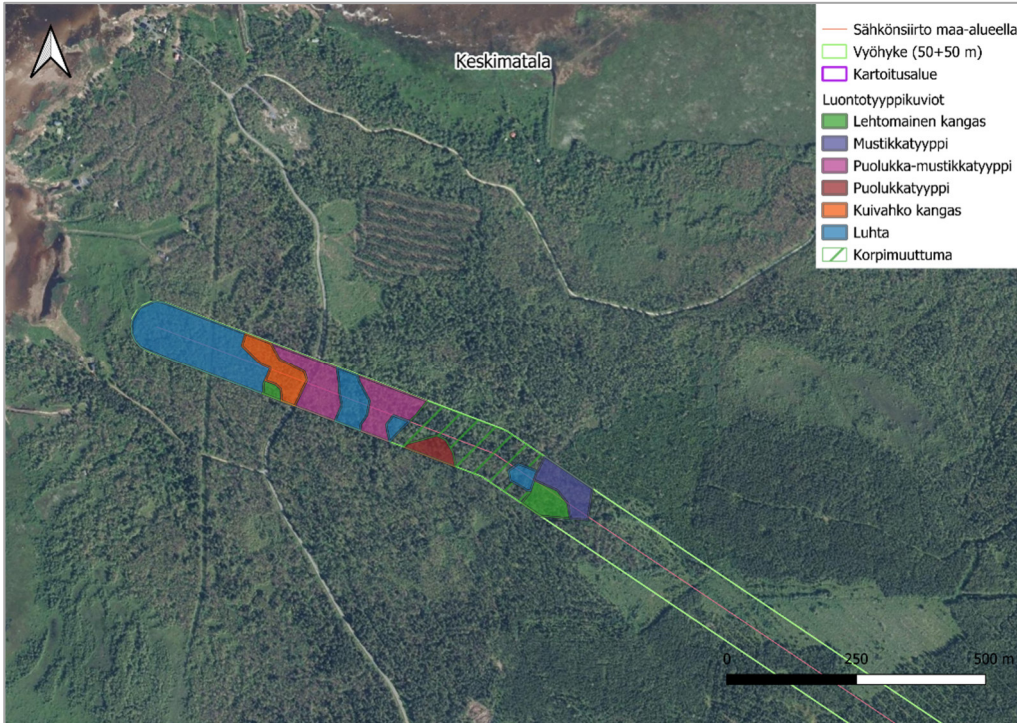 Keskimatala
Sähkönsiirto maa-alueella
Vyöhyke (50+50 m)
Kartoitusalue
Luontotyyppikuviot
Lehtomainen kangas
Mustikkatyyppi
Puolukka-mustikkatyyppi
Puolukkatyyppi
Kuivahko kangas
Luhta
Korpimuuttuma
0 250 500 m